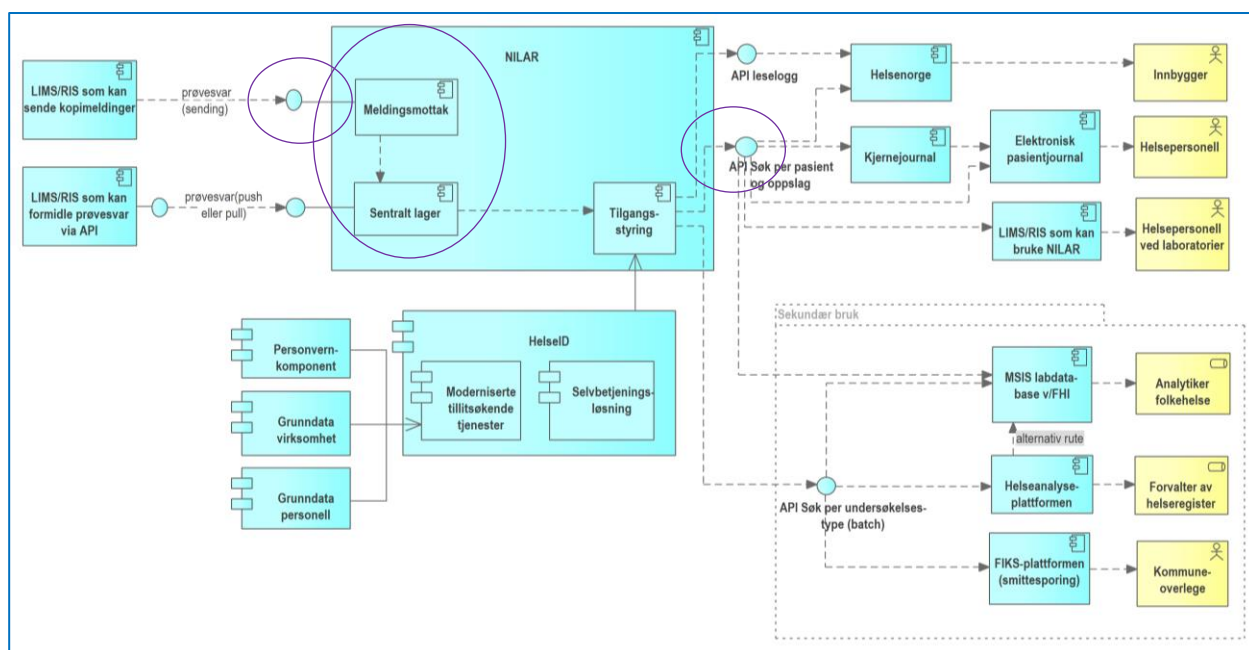 NILAR
LIMS/RIS som kan
sende kopimeldinger
prøvesvar
(sending)
Meldingsmottak
LIMS/RIS som kan
formidle prøvesvar
via API
prøvesvar(push
eller pull)
Sentralt lager
Tilgangs-
styring
API leselogg
Helsenorge
Innbygger
API Søk per pasient
og oppslag
Kjernejournal
Elektronisk
pasientjournal
Helsepersonell
LIMS/RIS som kan
bruke NILAR
Helsepersonell
ved laboratorier
Personvern-
komponent
Grunndata
virksomhet
Grunndata
personell
HelseID
Moderniserte
tillitsøkende
tjenester
Selvbetjenings-
løsning
Sekundær bruk
MSIS labdata-
base v/FHI
Analytiker
folkehelse
alternativ rute
API Søk per undersøkelses-
type (batch)
Helseanalyse-
plattformen
Forvalter av
helseregister
FIKS-plattformen
(smittesporing)
Kommune-
overlege